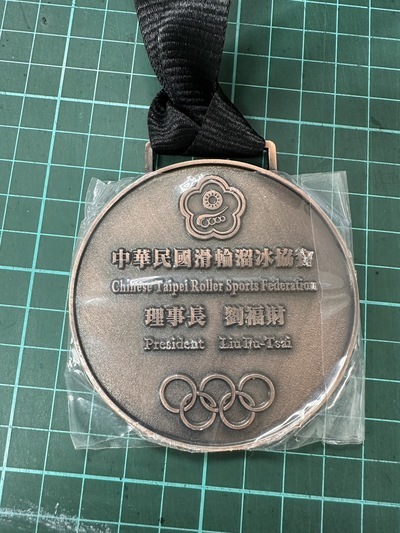 中華民國滑輪溜冰協會
Chinese Taipei Roller Sports Federation
理事長 劉福財
President Liu Fu-Tsai